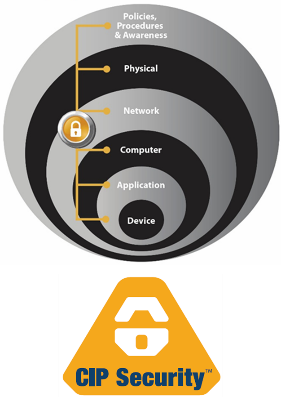 Policies,
Procedures
& Awareness
Physical
Network
Computer
Application
Device
CIP Security™